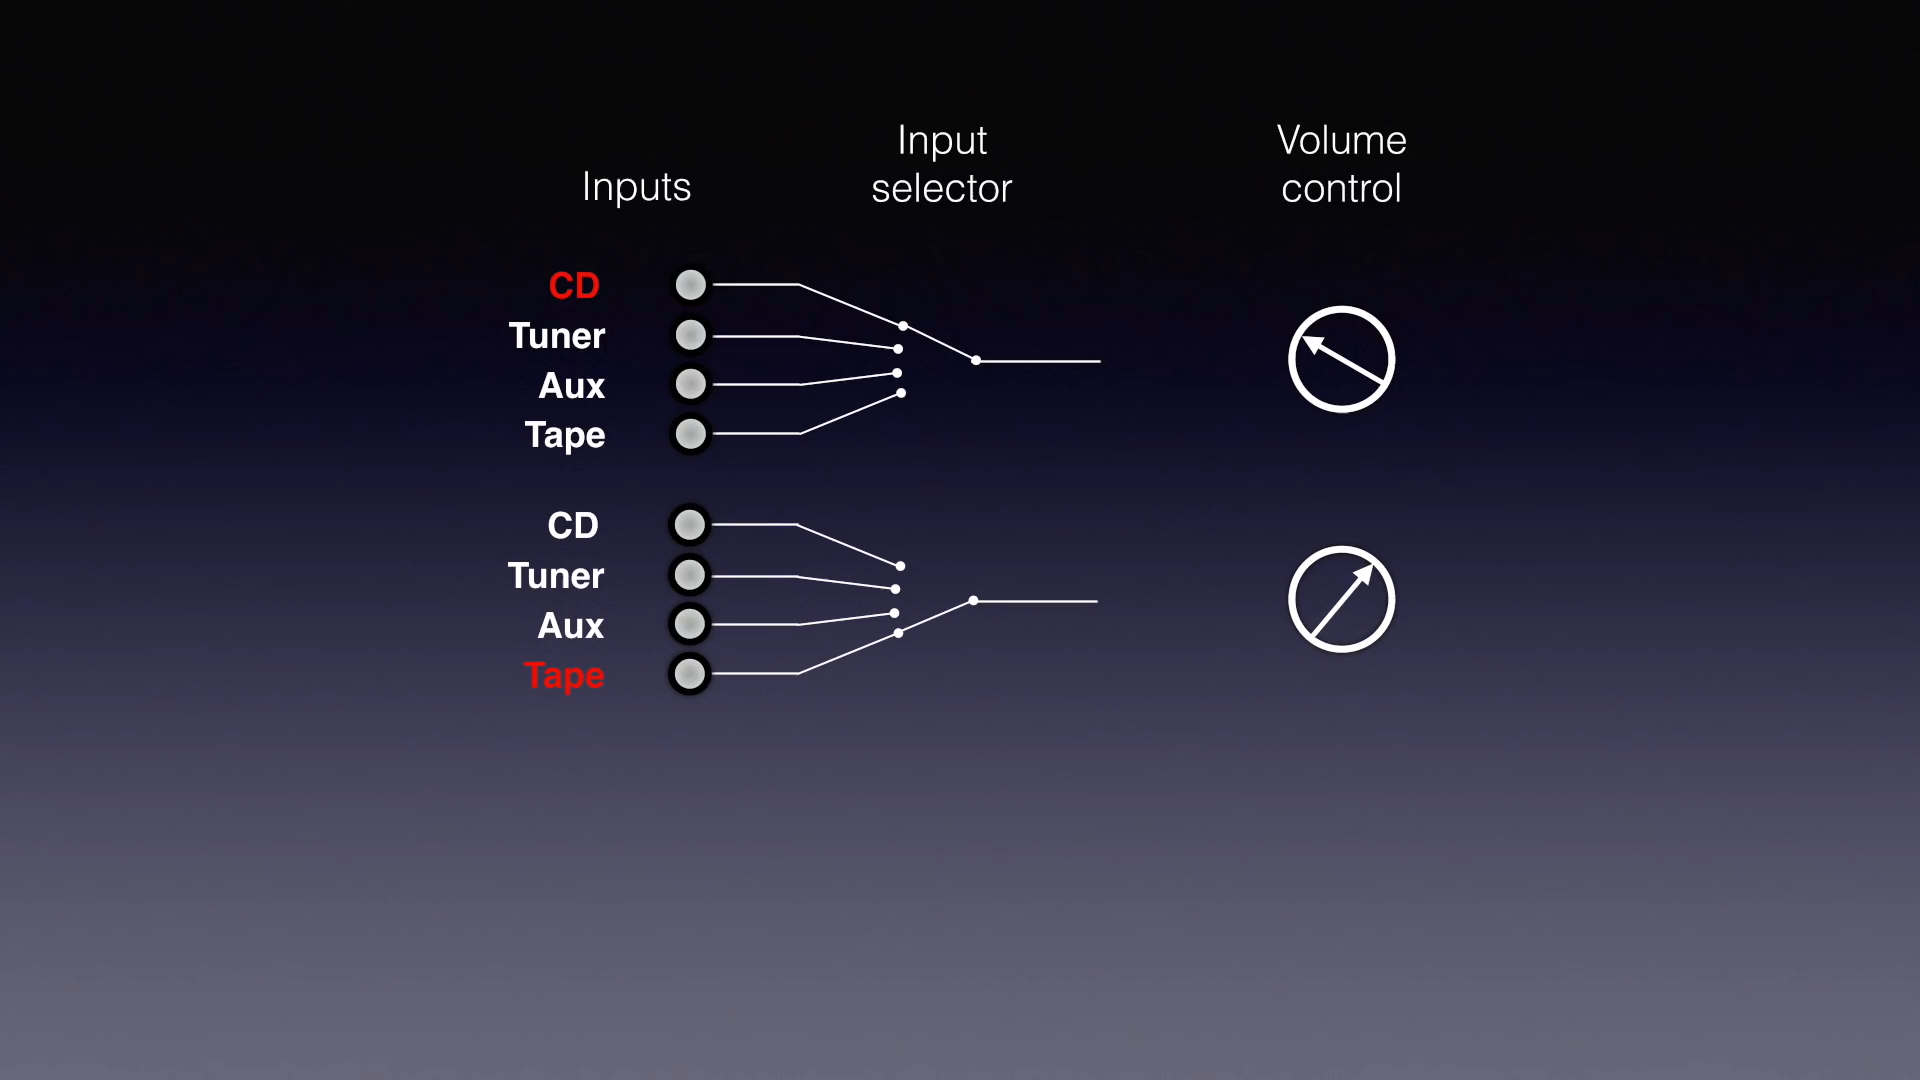 Inputs
Input
selector
Volume
control
CD
Tuner
Aux
Tape
CD
Tuner
Aux
Tape